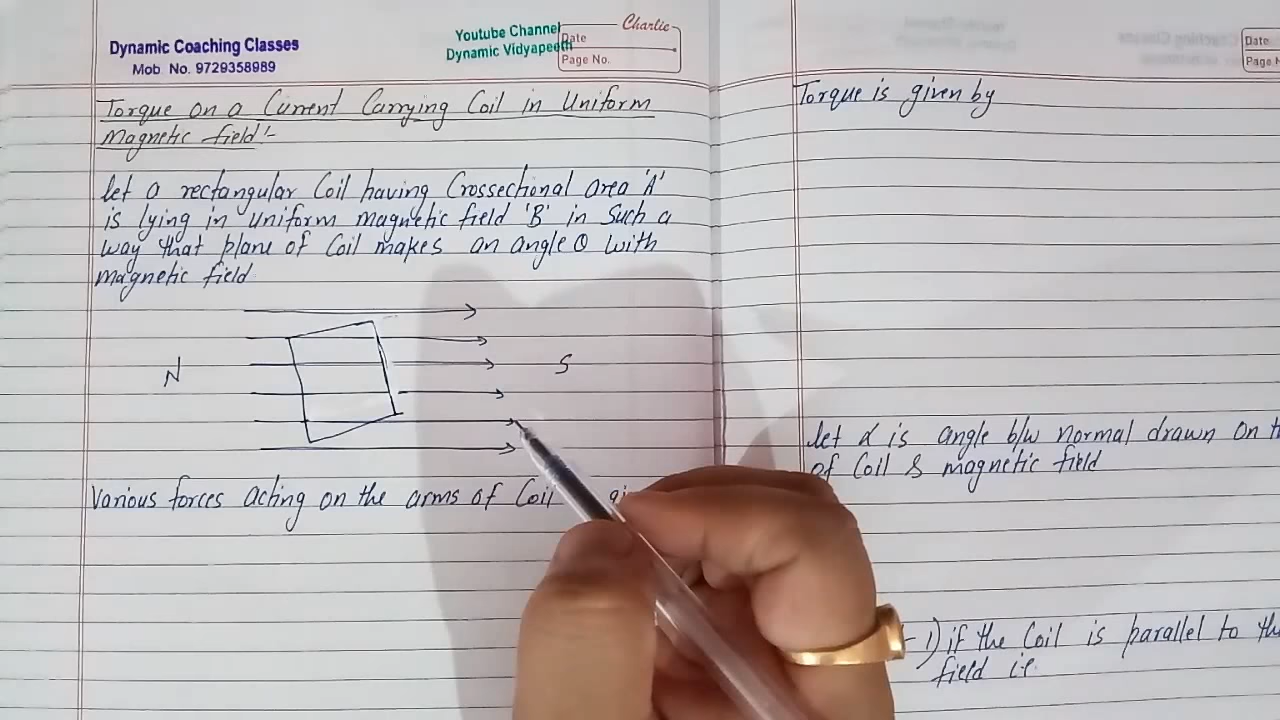 Dynamic Coaching Classes
Mob. No. 9729358989
Youtube Channel
Dynamic Vidyapeeth
Charlie
Date
Page No.
Torque on a Current Carrying Coil in Uniform
Magnetic field:-
Let a rectangular Coil having Crossectional area 'A'
is lying in uniform magnetic field 'B' in Such a
way that plane of Coil makes an angle θ with
magnetic field
N
S
Various forces acting on the arms of Coil
Torque is given by
Date
let α is angle b/w normal drawn on
of Coil & magnetic field
1) if the Coil is parallel to
field i.e.